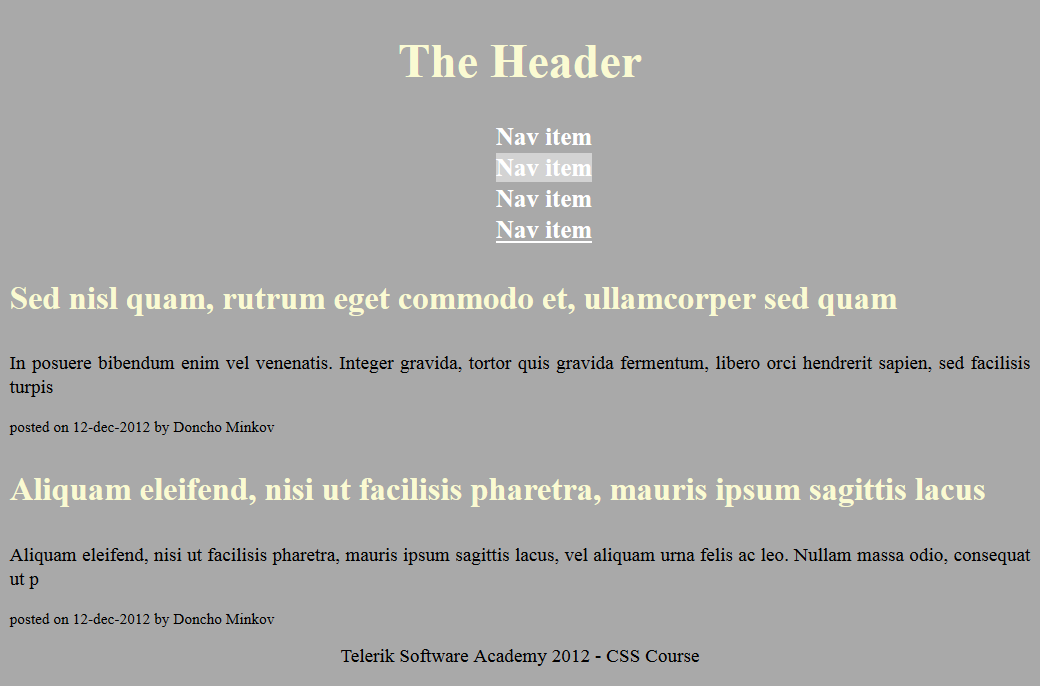 The Header
Nav item
Nav item
Nav item
Nav item
Sed nisl quam, rutrum eget commodo et, ullamcorper sed quam
In posuere bibendum enim vel venenatis. Integer gravida, tortor quis gravida fermentum, libero orci hendrerit sapien, sed facilisis
turpis
posted on 12-dec-2012 by Doncho Minkov
Aliquam eleifend, nisi ut facilisis pharetra, mauris ipsum sagittis lacus
Aliquam eleifend, nisi ut facilisis pharetra, mauris ipsum sagittis lacus, vel aliquam urna felis ac leo. Nullam massa odio, consequat
ut p
posted on 12-dec-2012 by Doncho Minkov
Telerik Software Academy 2012 - CSS Course